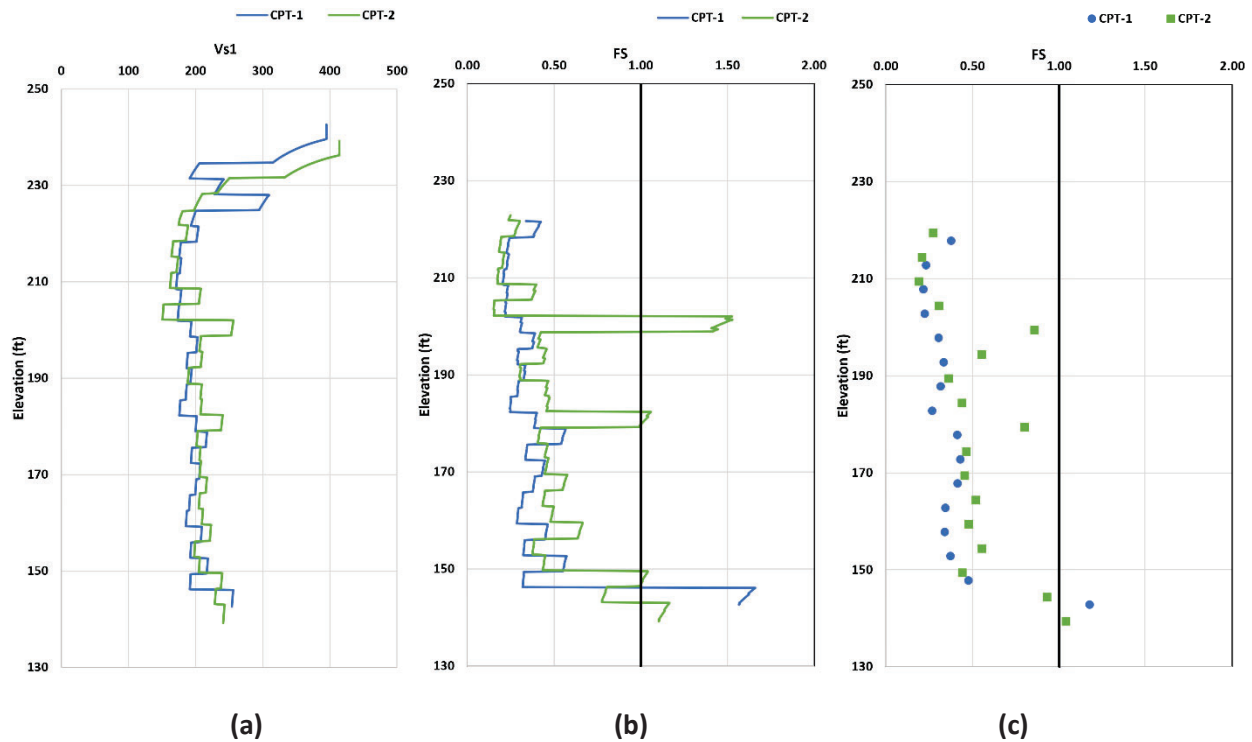 CPT-1 CPT-2
Vs1
0 100 200 300 400 500
250
230
210
190
170
150
130
Elevation (ft)
(a)
CPT-1 CPT-2
FS
0.00 0.50 1.00 1.50 2.00
250
230
210
190
170
150
130
Elevation (ft)
(b)
CPT-1 CPT-2
FS
0.00 0.50 1.00 1.50 2.00
250
230
210
190
170
150
130
Elevation (ft)
(c)